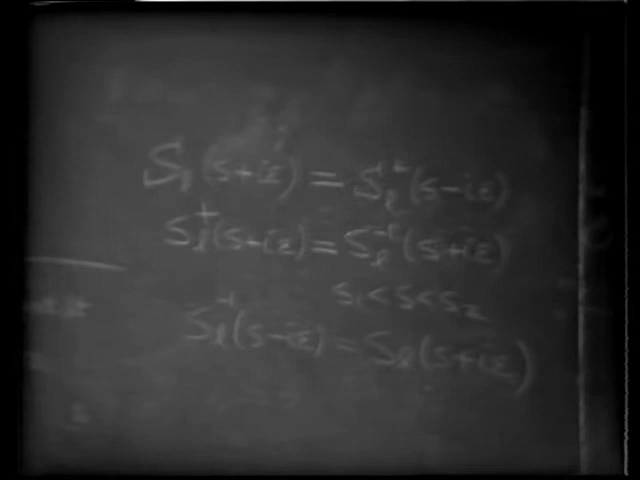 S_l(s+iε) = S_l^+(s-iε)
S_l^+(s+iε) = S_l^{-1}(s+iε)
s_1 < s < s_2
S_l^{-1}(s-iε) = S_l(s+iε)